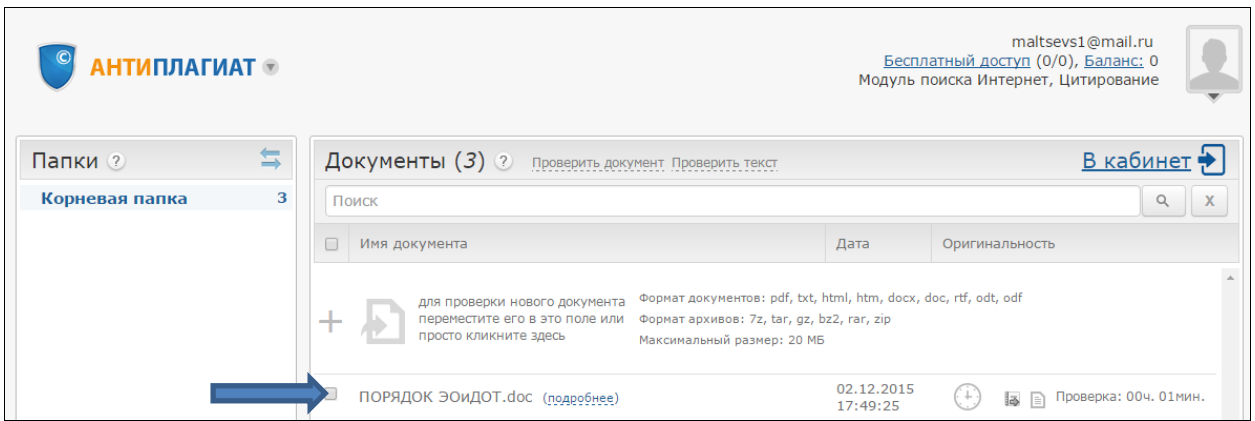 maltsevs1@mail.ru
АНТИПЛАГИАТ
Бесплатный доступ (0/0), Баланс: 0
Модуль поиска Интернет, Цитирование
Папки ?
Корневая папка 3
Документы (3) ? Проверить документ Проверить текст В кабинет
Поиск X
Имя документа Дата Оригинальность
для проверки нового документа
переместите его в это поле или
просто кликните здесь
Формат документов: pdf, txt, html, htm, docx, doc, rtf, odt, odf
Формат архивов: 7z, tar, gz, bz2, rar, zip
Максимальный размер: 20 МБ
ПОРЯДОК ЭОиДОТ.doc (подробнее)
02.12.2015
17:49:25
Проверка: 00ч. 01мин.